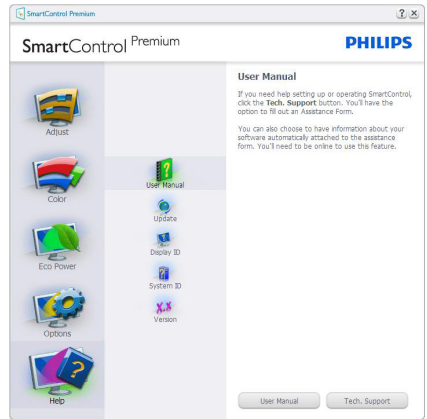 SmartControl Premium
SmartControl Premium
PHILIPS
Adjust
Color
Eco Power
Options
Help
User Manual
Update
Display ID
System ID
X.X
Version
User Manual
If you need help setting up or operating SmartControl,
click the Tech. Support button. You'll have the
option to fill out an Assistance Form.
You can also choose to have information about your
software automatically attached to the assistance
form. You'll need to be online to use this feature.
User Manual
Tech. Support